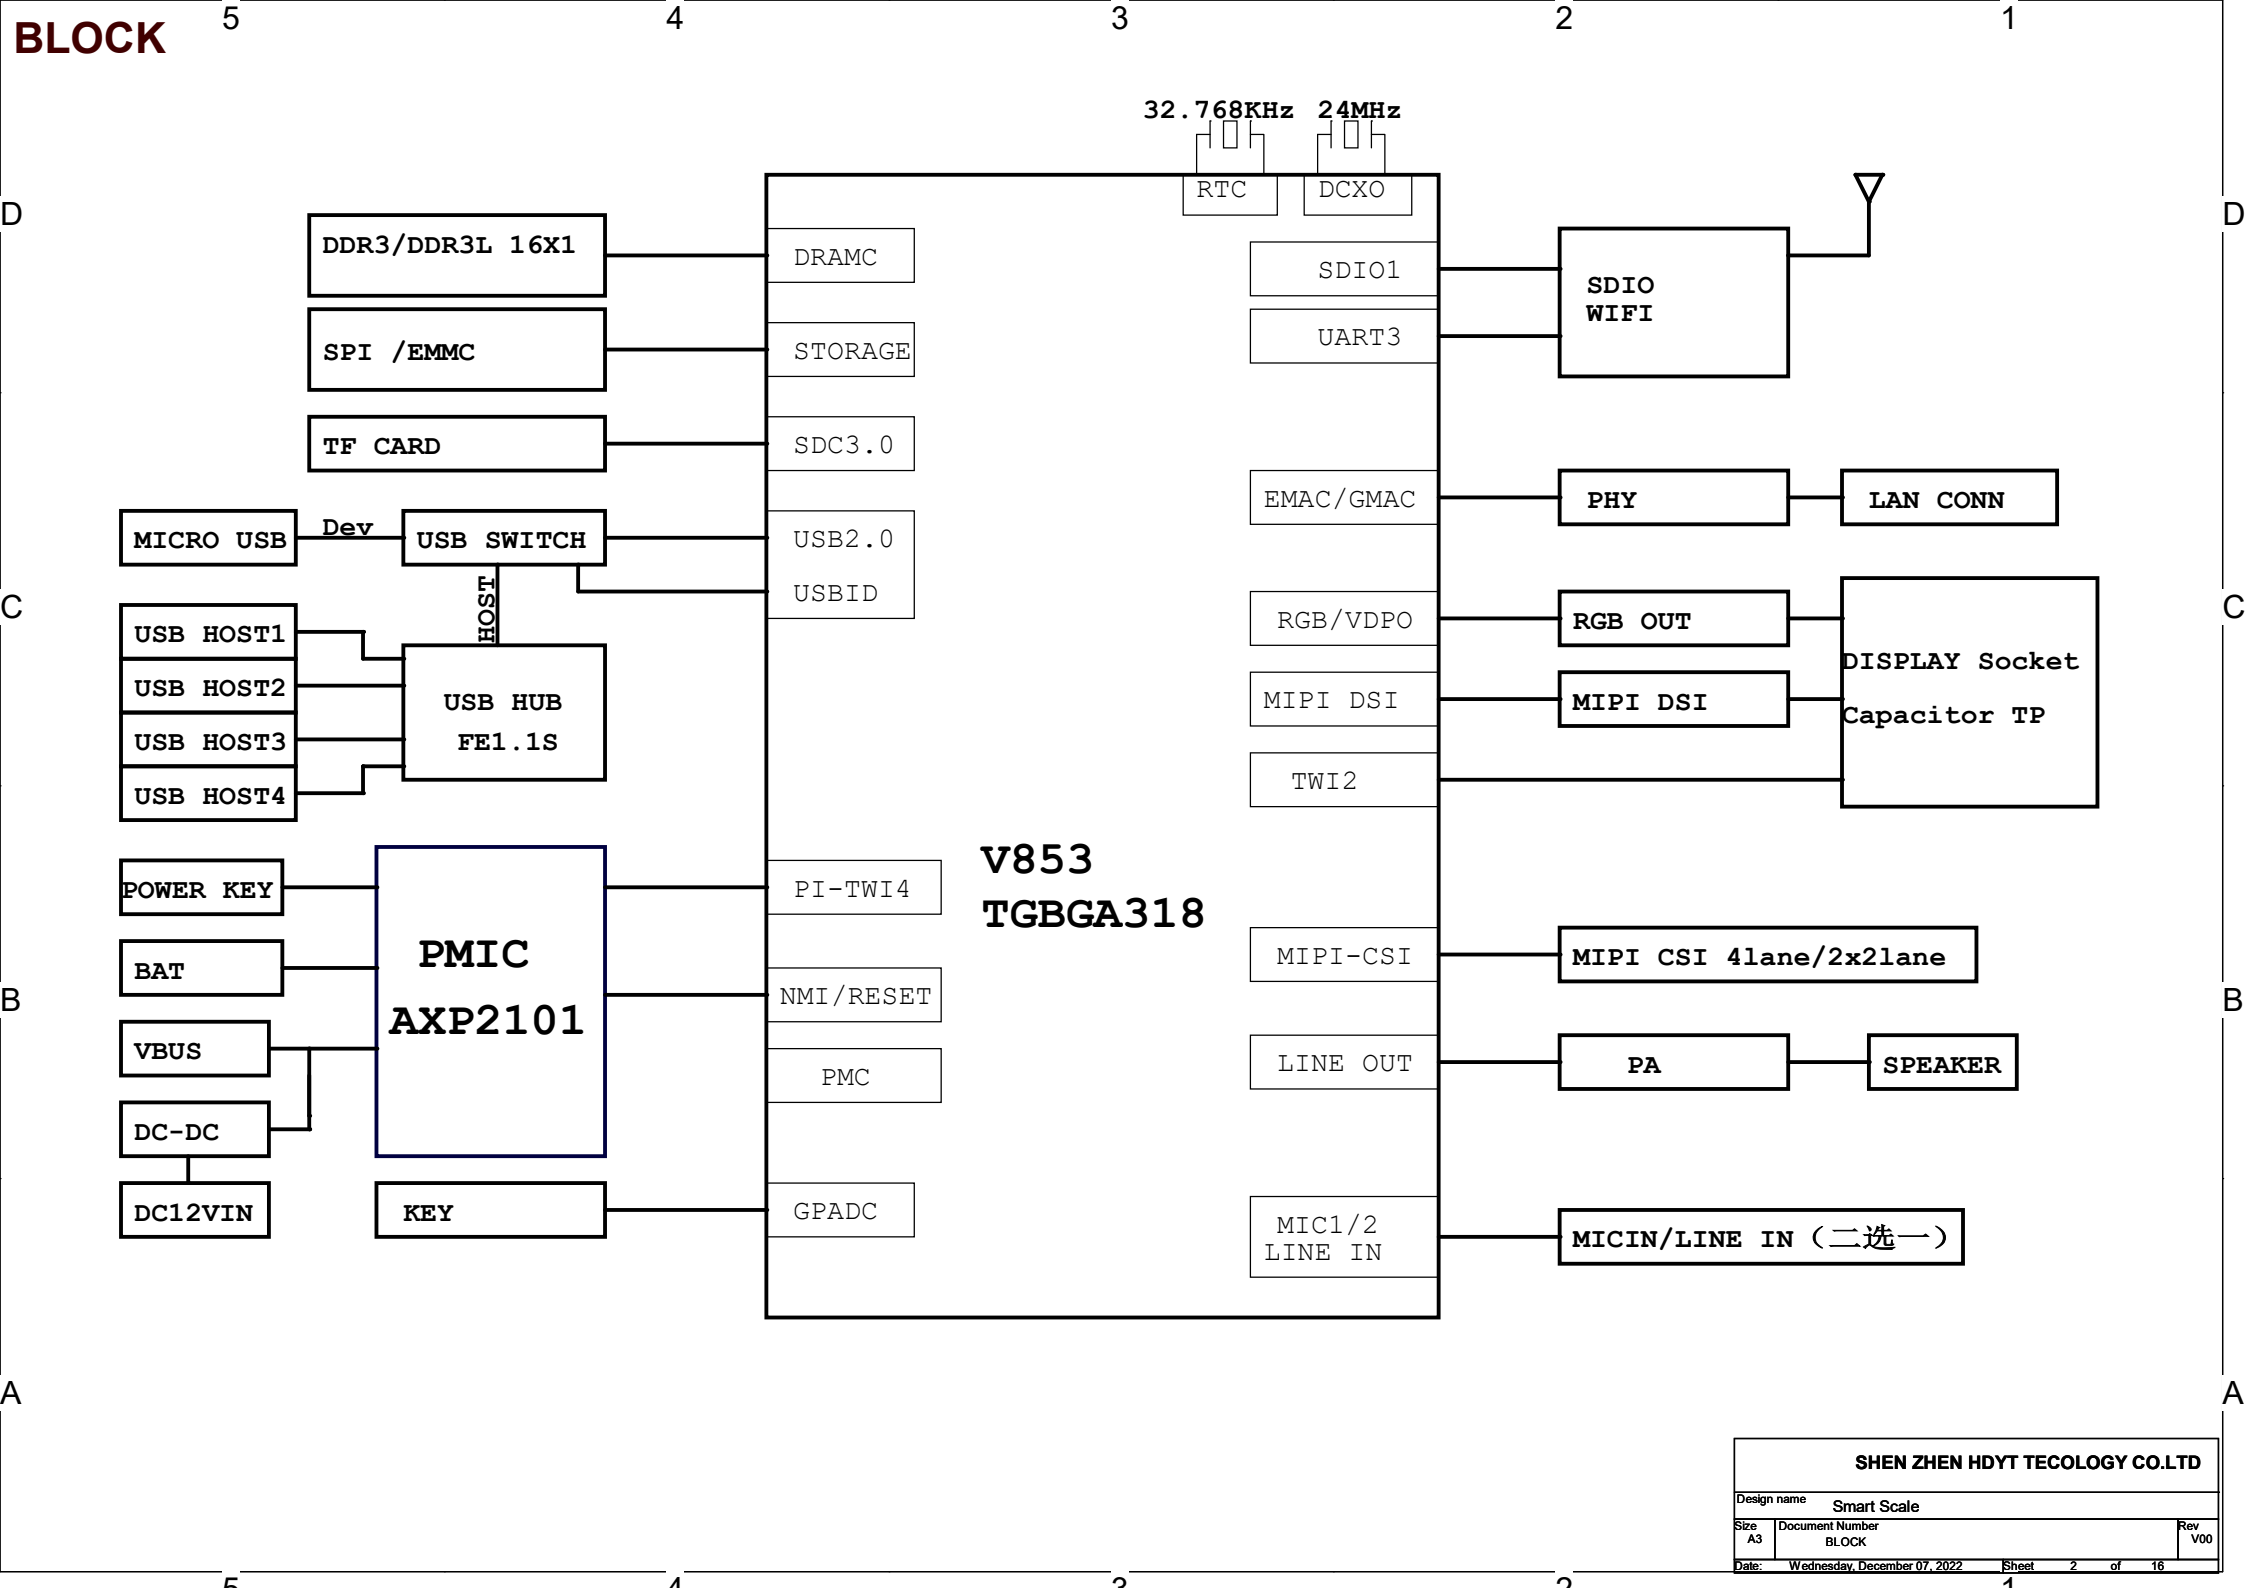 5 4 3 2 1
BLOCK
32.768KHz 24MHz
RTC DCXO
D D
DDR3/DDR3L 16X1
DRAMC
SDIO1
SDIO
WIFI
UART3
SPI /EMMC
STORAGE
TF CARD
SDC3.0
EMAC/GMAC
PHY
LAN CONN
MICRO USB
Dev
USB SWITCH
USB2.0
USBID
HOST
C C
USB HOST1
USB HOST2
USB HOST3
USB HOST4
USB HUB
FE1.1S
RGB/VDPO
RGB OUT
DISPLAY Socket
Capacitor TP
MIPI DSI
MIPI DSI
TWI2
V853
TGBGA318
POWER KEY
BAT
VBUS
DC-DC
DC12VIN
PMIC
AXP2101
KEY
PI-TWI4
NMI/RESET
PMC
GPADC
B B
MIPI-CSI
MIPI CSI 4lane/2x2lane
LINE OUT
PA
SPEAKER
MIC1/2
LINE IN
MICIN/LINE IN（二选一）
A A
SHEN ZHEN HDYT TECOLOGY CO.LTD
Design name Smart Scale
Size Document Number Rev
A3 BLOCK V00
Date: Wednesday, December 07, 2022 Sheet 2 of 16
5 4 3 2 1